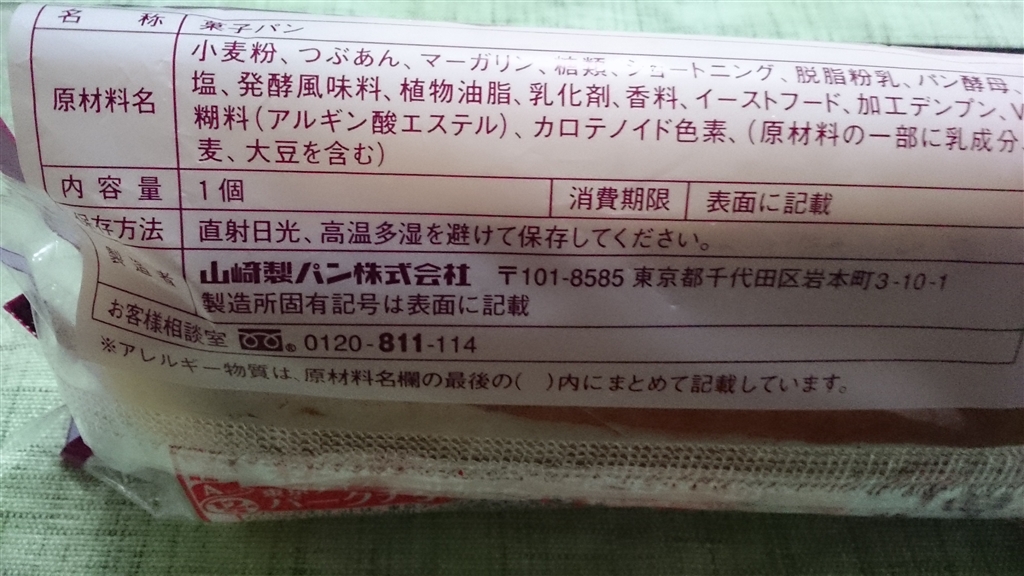 名 称 菓子パン
原材料名 小麦粉、つぶあん、マーガリン、糖類、ショートニング、脱脂粉乳、パン酵母、
塩、発酵風味料、植物油脂、乳化剤、香料、イーストフード、加工デンプン、V
糊料(アルギン酸エステル)、カロテノイド色素、(原材料の一部に乳成分
麦、大豆を含む)
内 容 量 1個 消費期限 表面に記載
保存方法 直射日光、高温多湿を避けて保存してください。
製造者 山崎製パン株式会社 〒101-8585 東京都千代田区岩本町3-10-1
製造所固有記号は表面に記載
お客様相談室 ® 0120-811-114
※アレルギー物質は、原材料名欄の最後の( )内にまとめて記載しています。